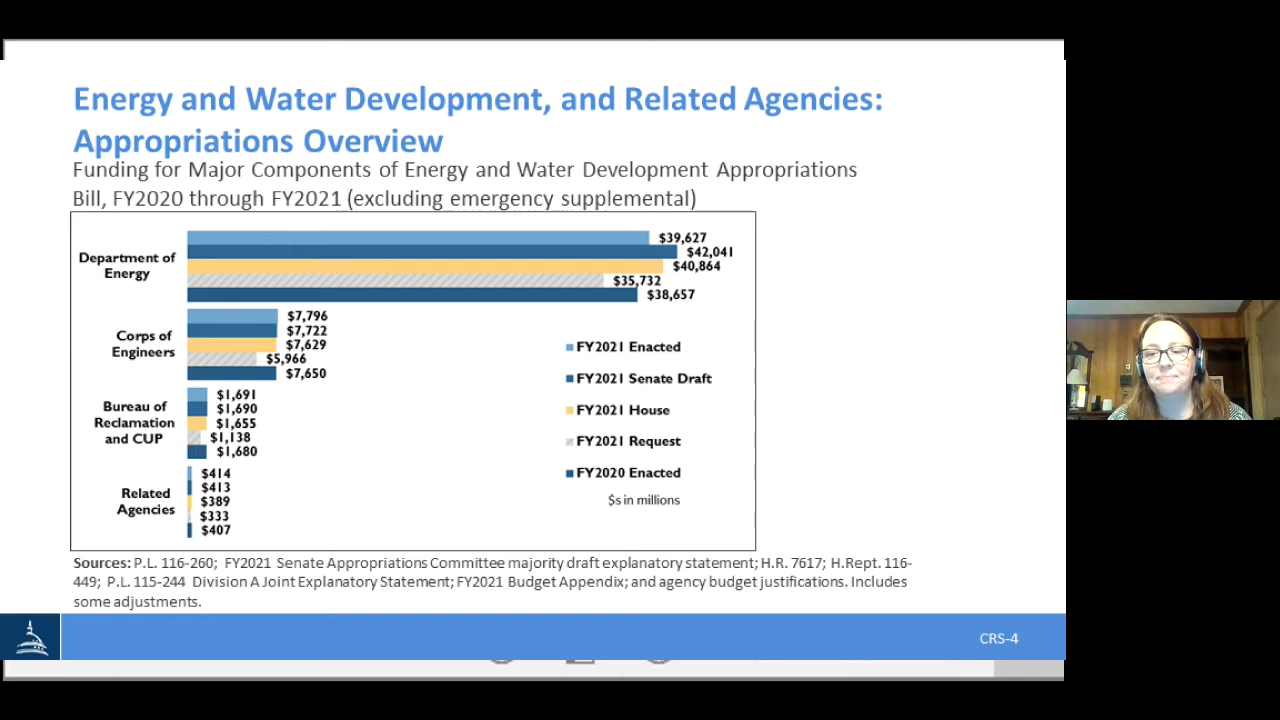 Energy and Water Development, and Related Agencies:
Appropriations Overview
Funding for Major Components of Energy and Water Development Appropriations
Bill, FY2020 through FY2021 (excluding emergency supplemental)
Department of
Energy
$39,627
$42,041
$40,864
$35,732
$38,657
Corps of
Engineers
$7,796
$7,722
$7,629
$5,966
$7,650
Bureau of
Reclamation
and CUP
$1,691
$1,690
$1,655
$1,138
$1,680
Related
Agencies
$414
$413
$389
$333
$407
FY2021 Enacted
FY2021 Senate Draft
FY2021 House
FY2021 Request
FY2020 Enacted
$s in millions
Sources: P.L. 116-260; FY2021 Senate Appropriations Committee majority draft explanatory statement; H.R. 7617; H.Rept. 116-
449; P.L. 115-244 Division A Joint Explanatory Statement; FY2021 Budget Appendix; and agency budget justifications. Includes
some adjustments.
CRS-4